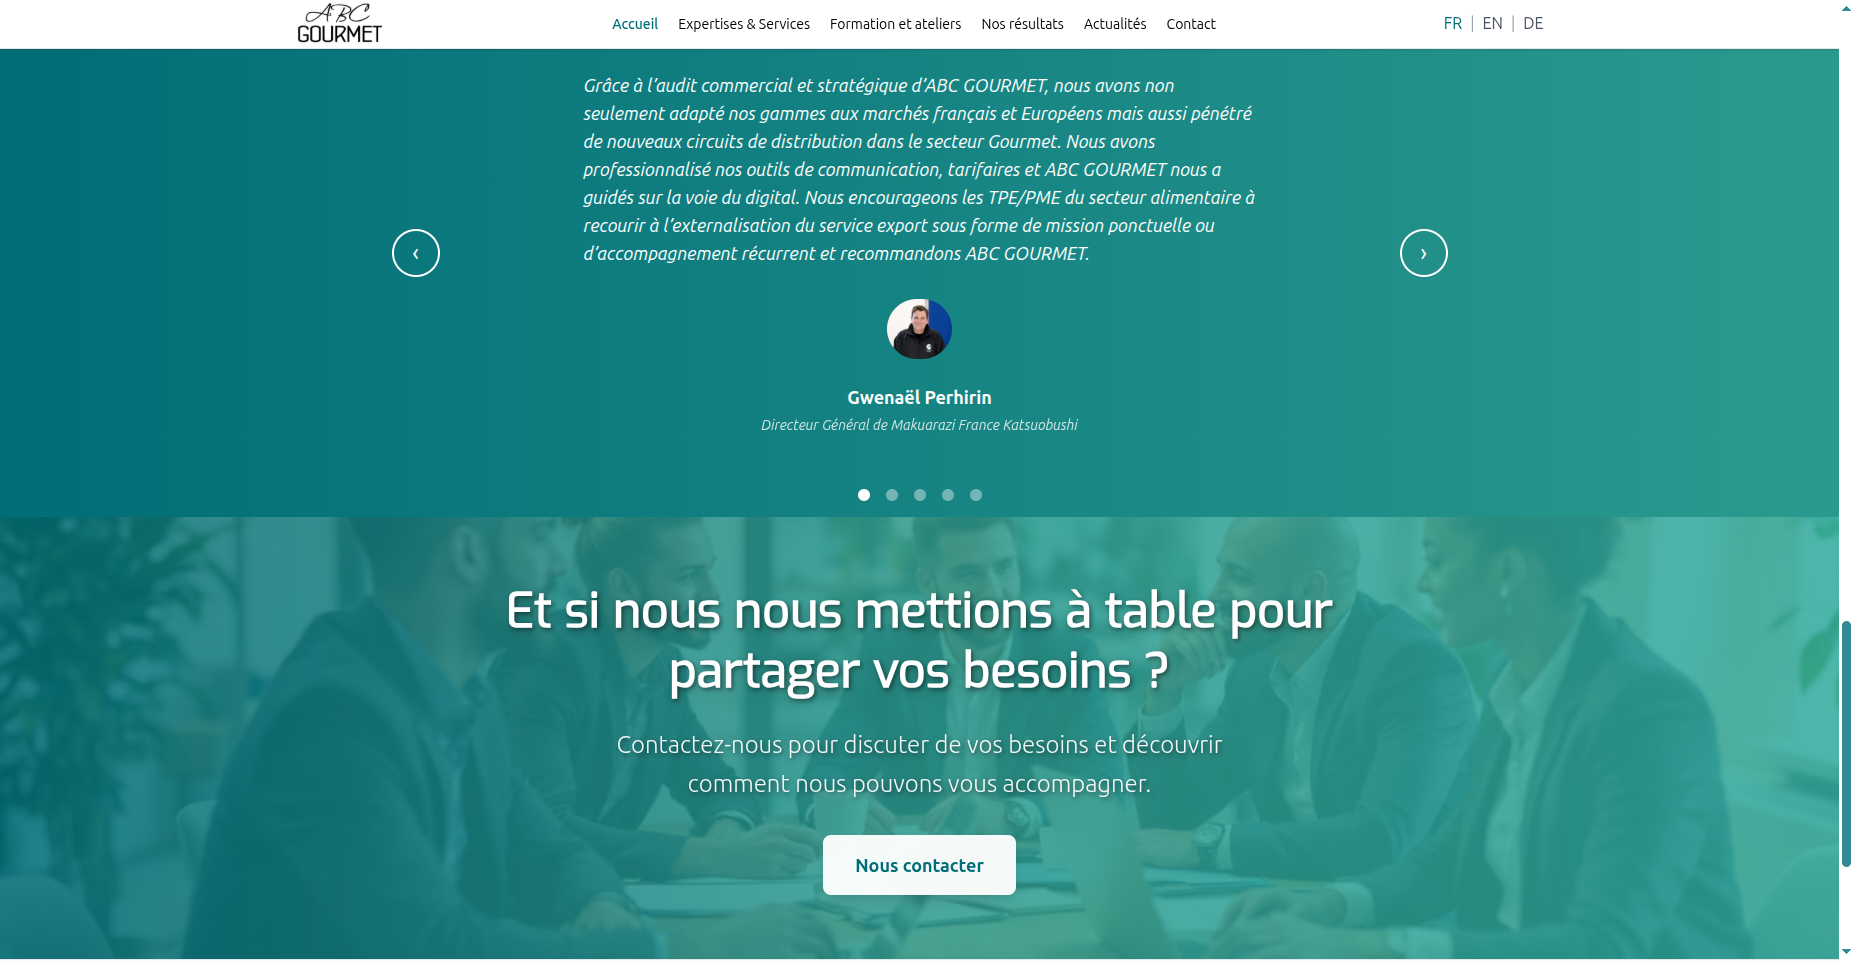 ABC
GOURMET
Accueil
Expertises & Services
Formation et ateliers
Nos résultats
Actualités
Contact
FR | EN | DE
Grâce à l’audit commercial et stratégique d’ABC GOURMET, nous avons non
seulement adapté nos gammes aux marchés français et Européens mais aussi pénétré
de nouveaux circuits de distribution dans le secteur Gourmet. Nous avons
professionnalisé nos outils de communication, tarifaires et ABC GOURMET nous a
guidés sur la voie du digital. Nous encourageons les TPE/PME du secteur alimentaire à
recourir à l’externalisation du service export sous forme de mission ponctuelle ou
d’accompagnement récurrent et recommandons ABC GOURMET.
‹
›
Gwenaël Perhirin
Directeur Général de Makuarazi France Katsuobushi
Et si nous nous mettions à table pour
partager vos besoins ?
Contactez-nous pour discuter de vos besoins et découvrir
comment nous pouvons vous accompagner.
Nous contacter